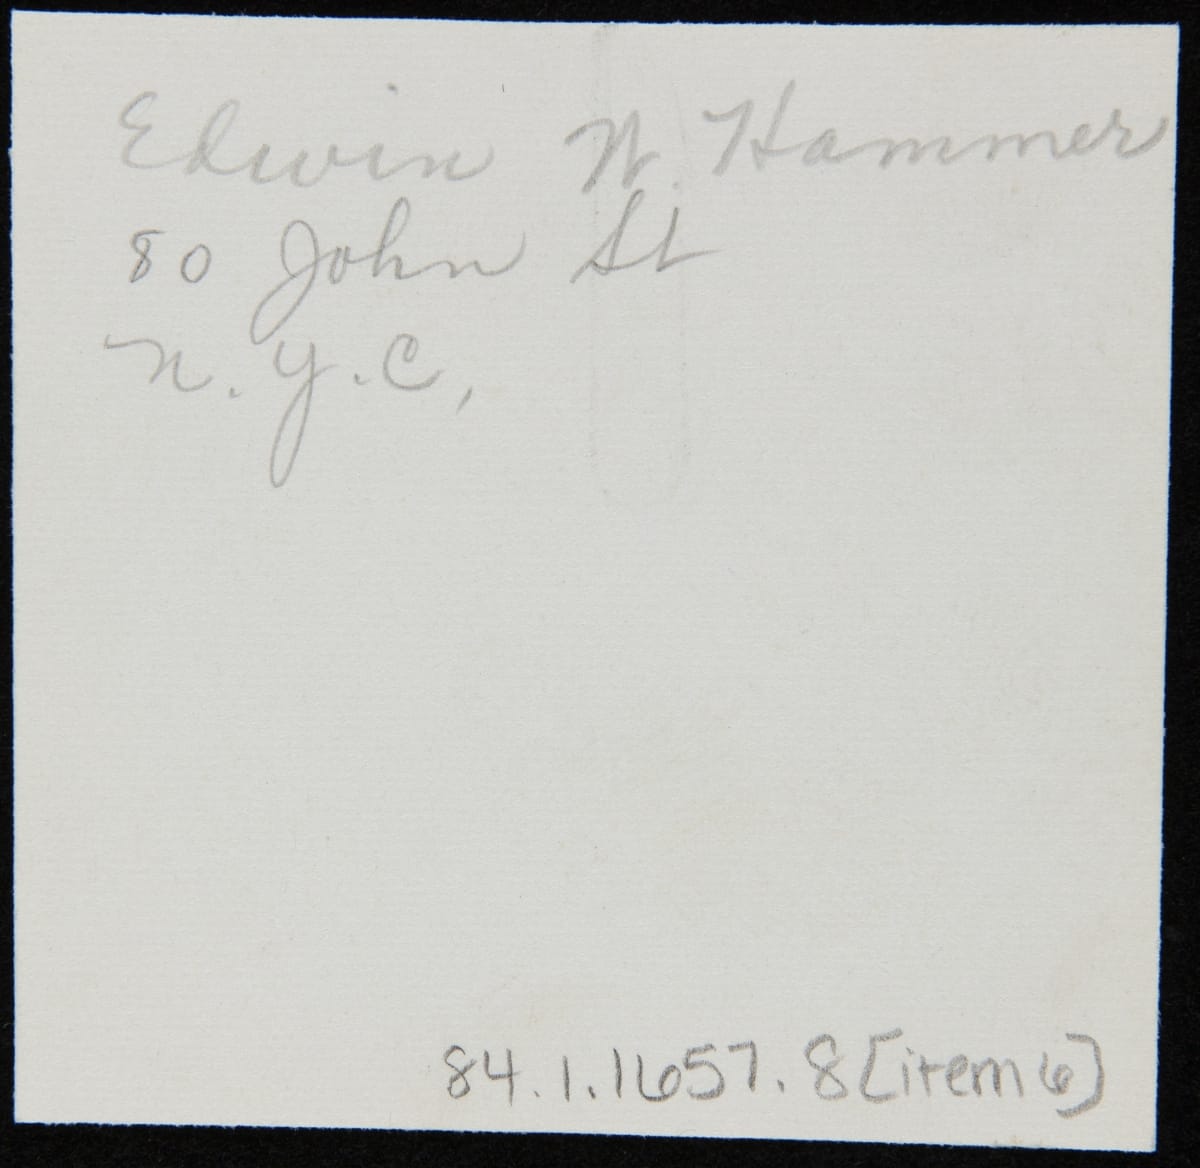 Edwin W. Hammer
80 John St
N.Y.C,
84.1.1657.8[item 6]